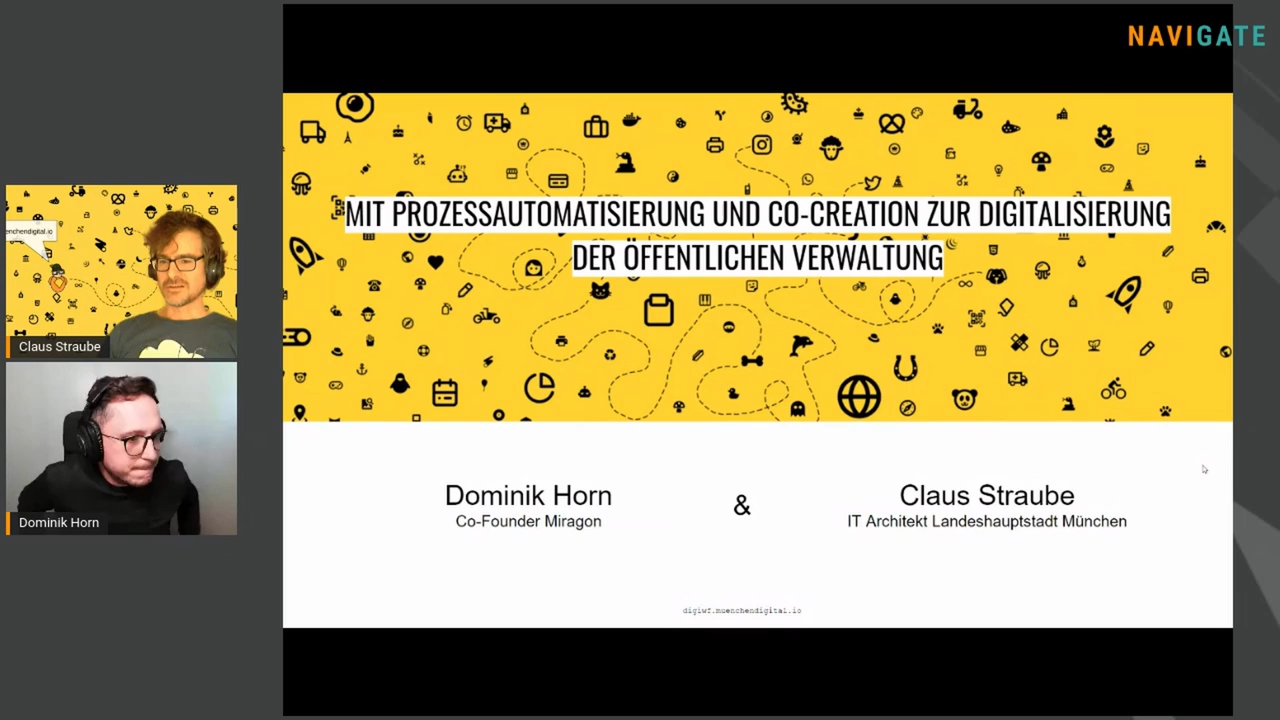 NAVIGATE
MIT PROZESSAUTOMATISIERUNG UND CO-CREATION ZUR DIGITALISIERUNG
DER ÖFFENTLICHEN VERWALTUNG
Claus Straube
Dominik Horn
Dominik Horn
Co-Founder Miragon
&
Claus Straube
IT Architekt Landeshauptstadt München
digiwf.muenchendigital.io